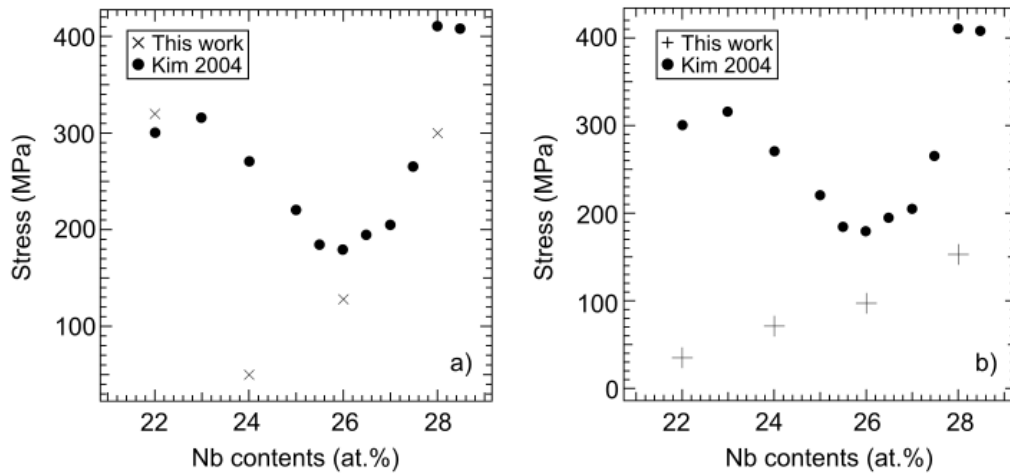 400
300
200
100
Stress (MPa)
× This work
● Kim 2004
a)
22 24 26 28
Nb contents (at.%)
400
300
200
100
0
Stress (MPa)
+ This work
● Kim 2004
b)
22 24 26 28
Nb contents (at.%)